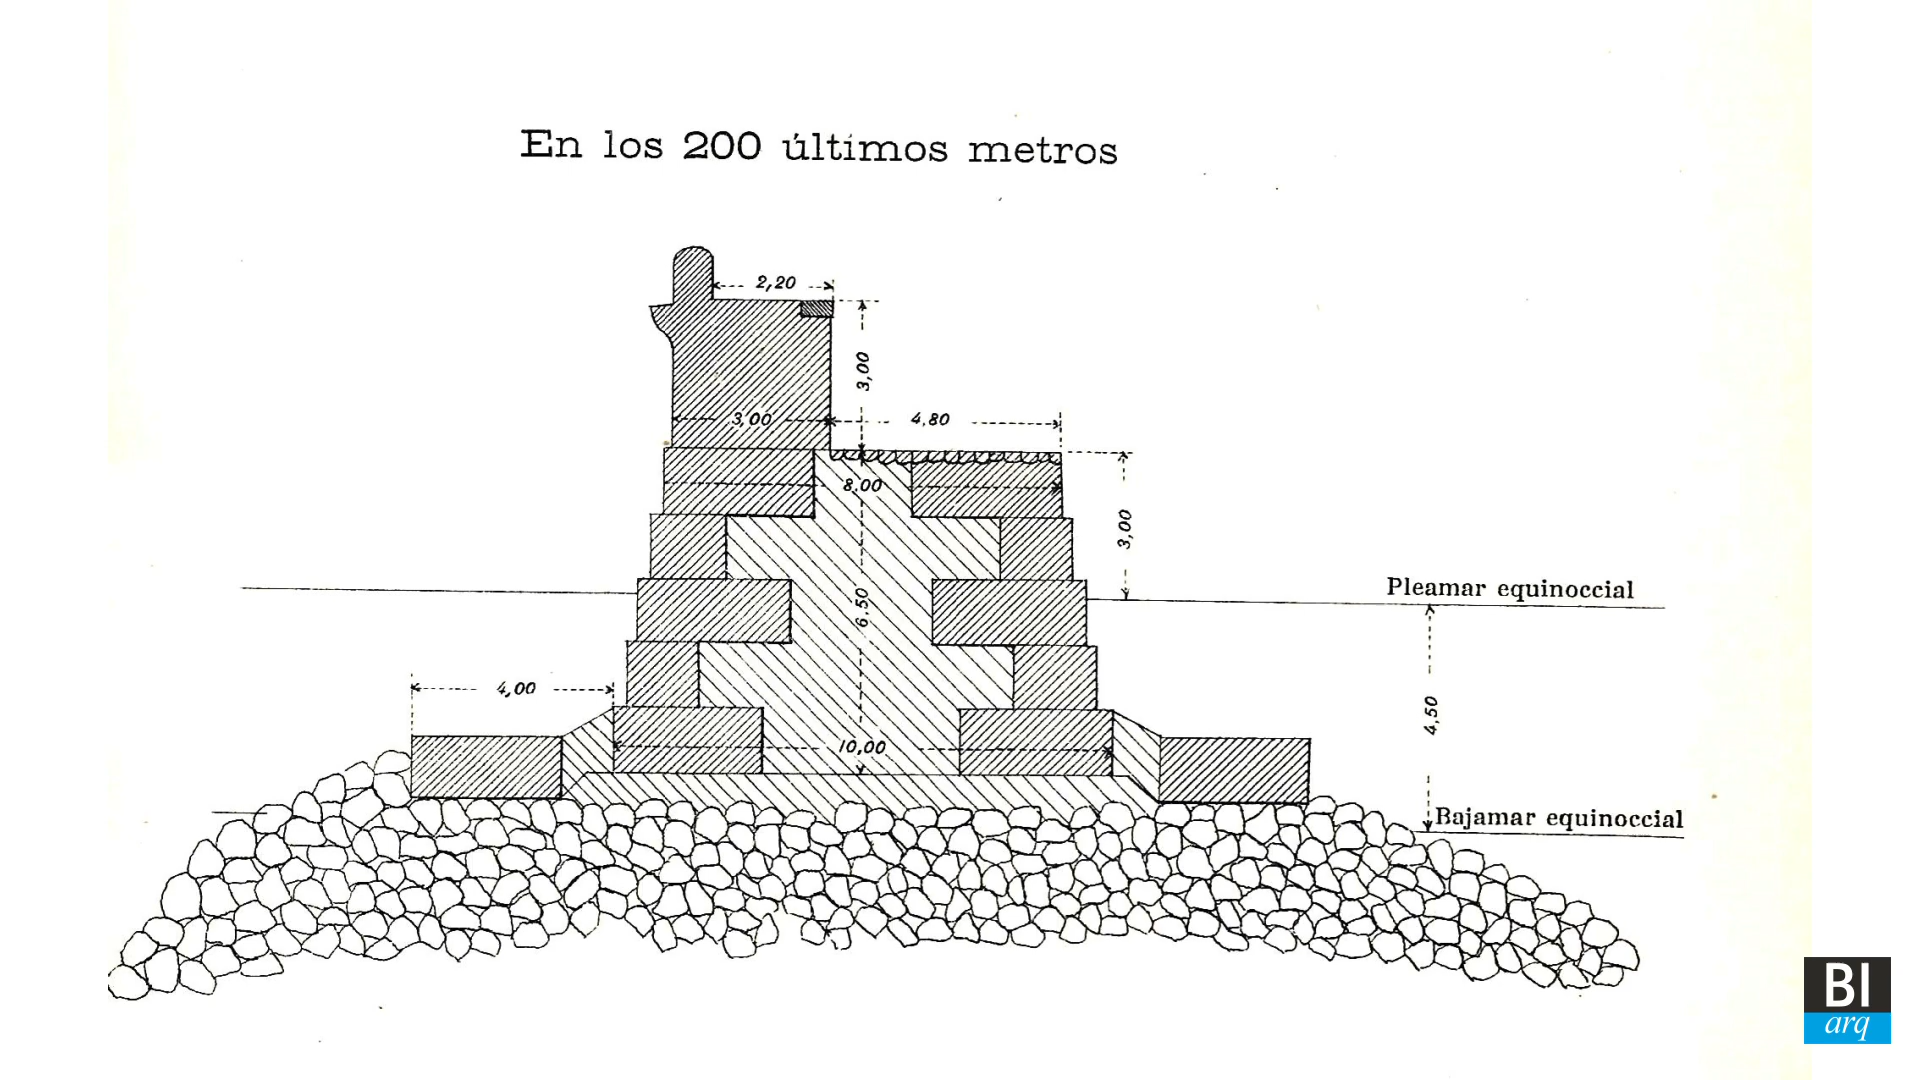 En los 200 últimos metros
2,20
3,00
3,00
4,80
8,00
3,00
6,50
Pleamar equinoccial
4,00
4,50
10,00
Bajamar equinoccial
BI
arq